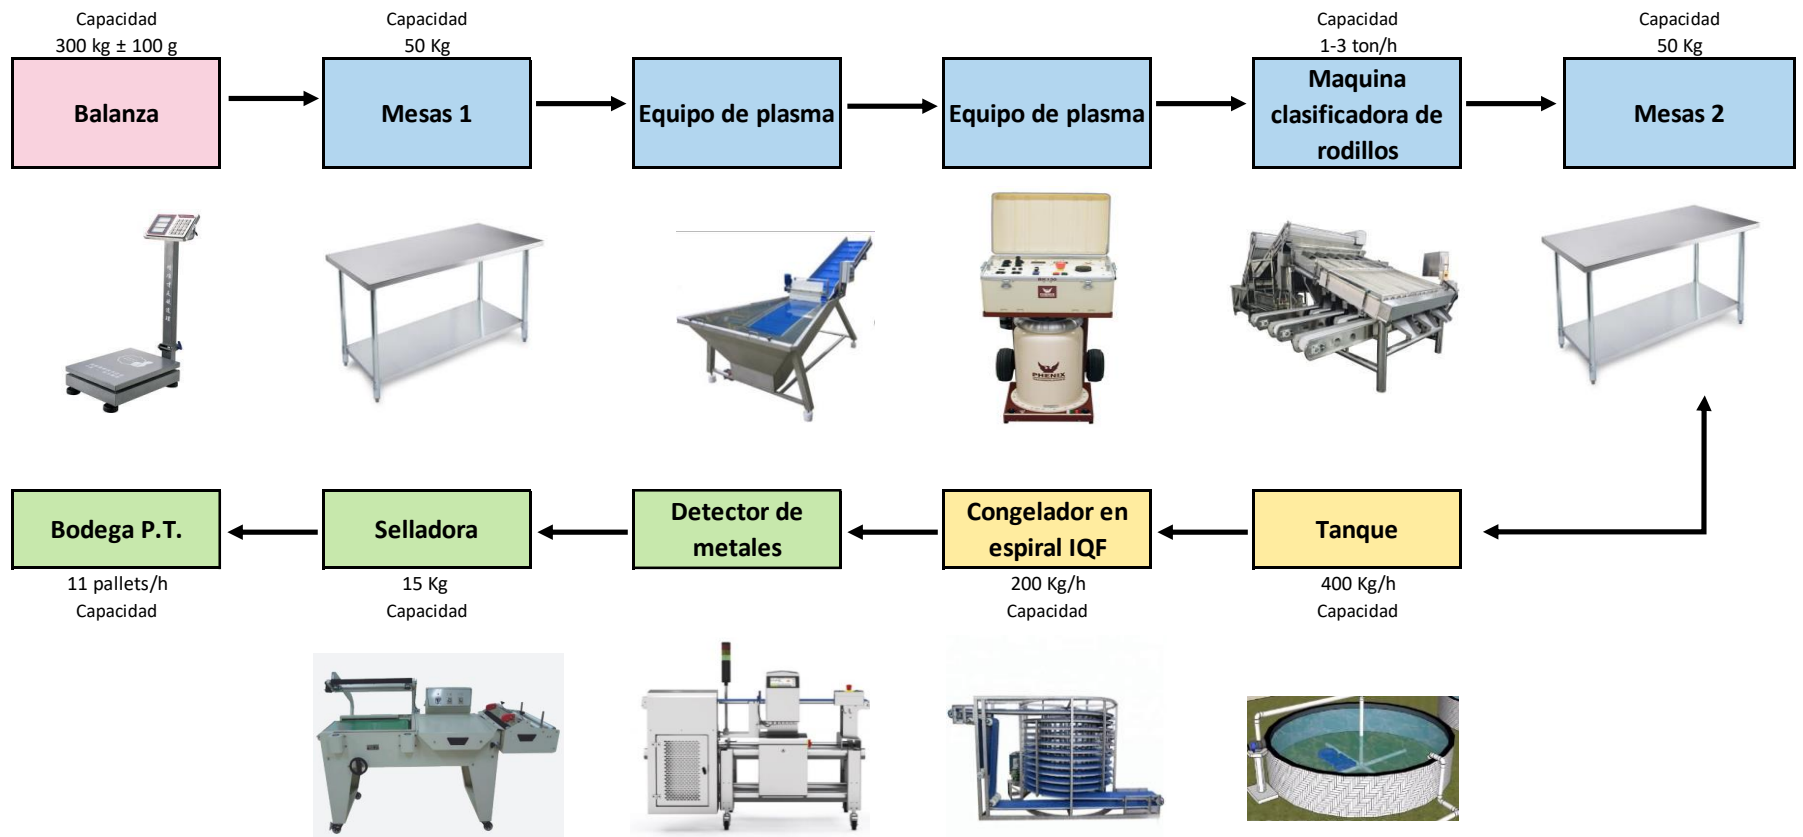 Capacidad
300 kg ± 100 g
Balanza
Capacidad
50 Kg
Mesas 1
Equipo de plasma
Equipo de plasma
Capacidad
1-3 ton/h
Maquina
clasificadora de
rodillos
Capacidad
50 Kg
Mesas 2
PHENIX
Bodega P.T.
11 pallets/h
Capacidad
Selladora
15 Kg
Capacidad
Detector de
metales
Congelador en
espiral IQF
200 Kg/h
Capacidad
Tanque
400 Kg/h
Capacidad